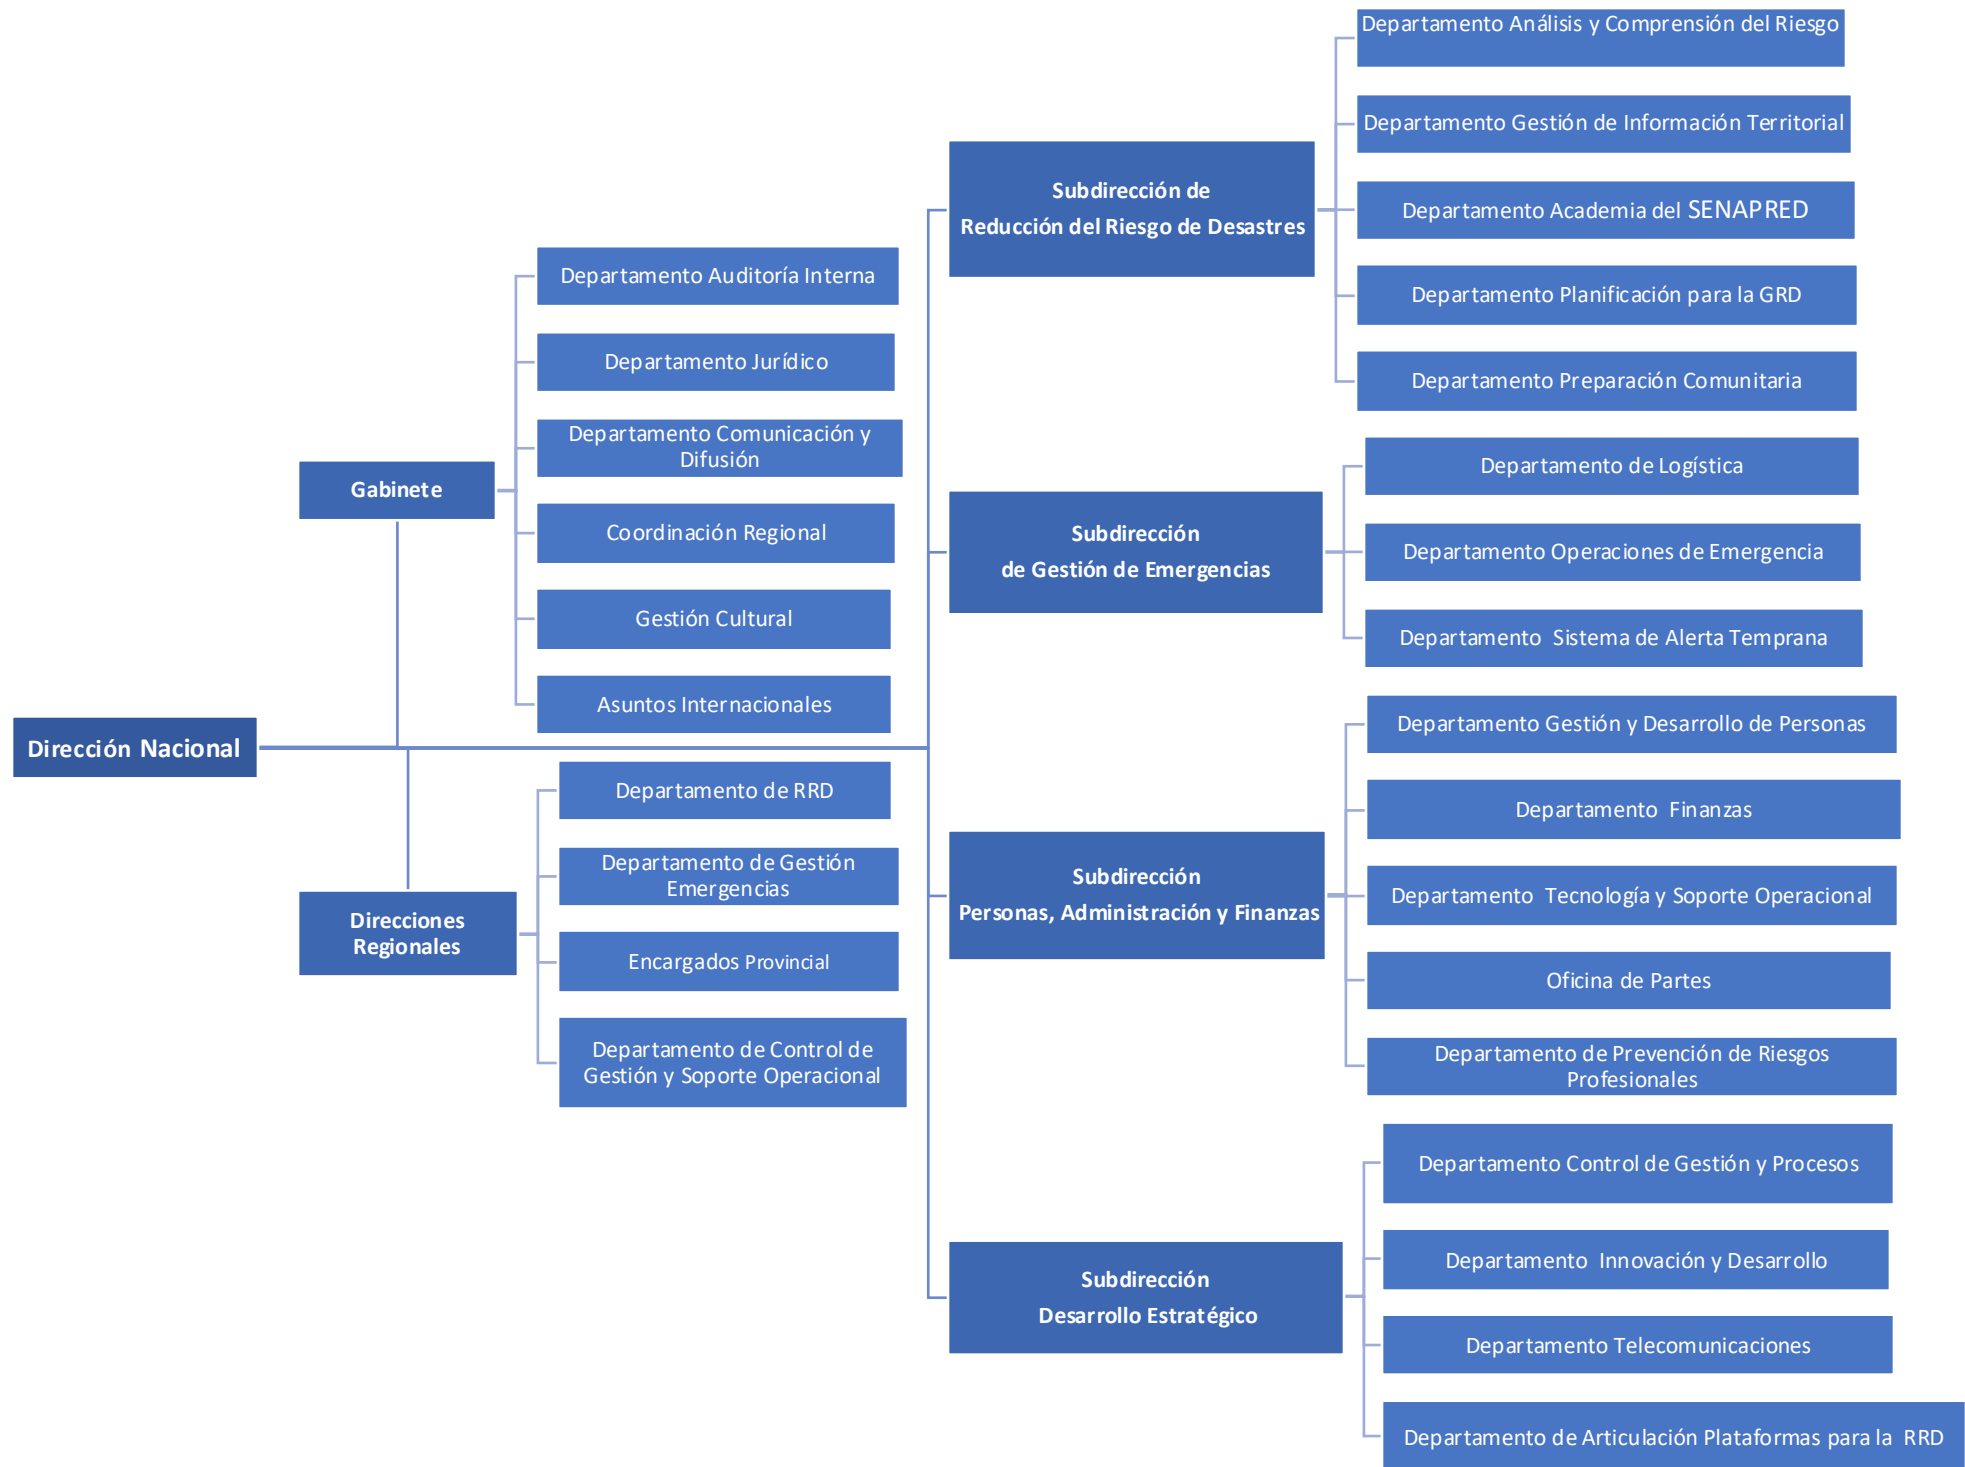 Dirección Nacional
Gabinete
Departamento Auditoría Interna
Departamento Jurídico
Departamento Comunicación y
Difusión
Coordinación Regional
Gestión Cultural
Asuntos Internacionales
Direcciones
Regionales
Departamento de RRD
Departamento de Gestión
Emergencias
Encargados Provincial
Departamento de Control de
Gestión y Soporte Operacional
Subdirección de
Reducción del Riesgo de Desastres
Departamento Análisis y Comprensión del Riesgo
Departamento Gestión de Información Territorial
Departamento Academia del SENAPRED
Departamento Planificación para la GRD
Departamento Preparación Comunitaria
Subdirección
de Gestión de Emergencias
Departamento de Logística
Departamento Operaciones de Emergencia
Departamento Sistema de Alerta Temprana
Subdirección
Personas, Administración y Finanzas
Departamento Gestión y Desarrollo de Personas
Departamento Finanzas
Departamento Tecnología y Soporte Operacional
Oficina de Partes
Departamento de Prevención de Riesgos
Profesionales
Subdirección
Desarrollo Estratégico
Departamento Control de Gestión y Procesos
Departamento Innovación y Desarrollo
Departamento Telecomunicaciones
Departamento de Articulación Plataformas para la RRD